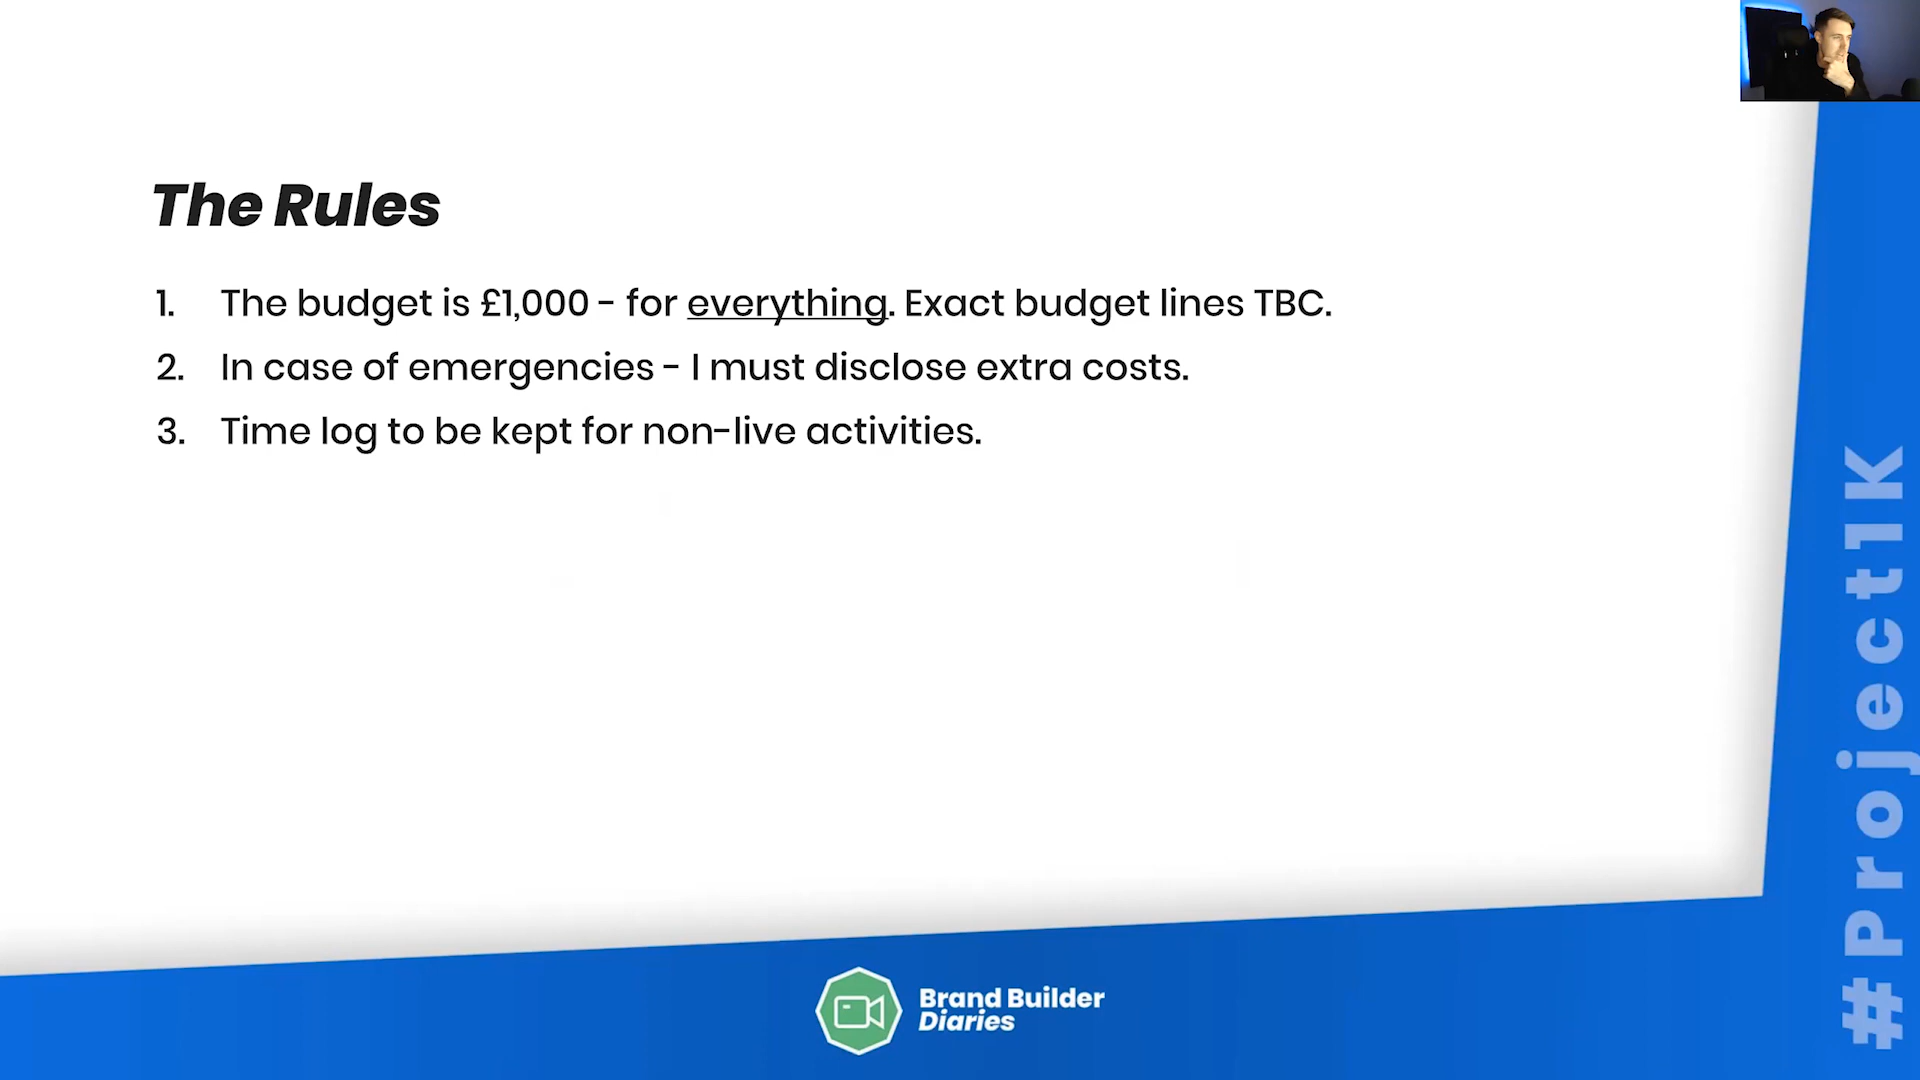 The Rules
1. The budget is £1,000 - for everything. Exact budget lines TBC.
2. In case of emergencies - I must disclose extra costs.
3. Time log to be kept for non-live activities.
#Project1K
Brand Builder
Diaries